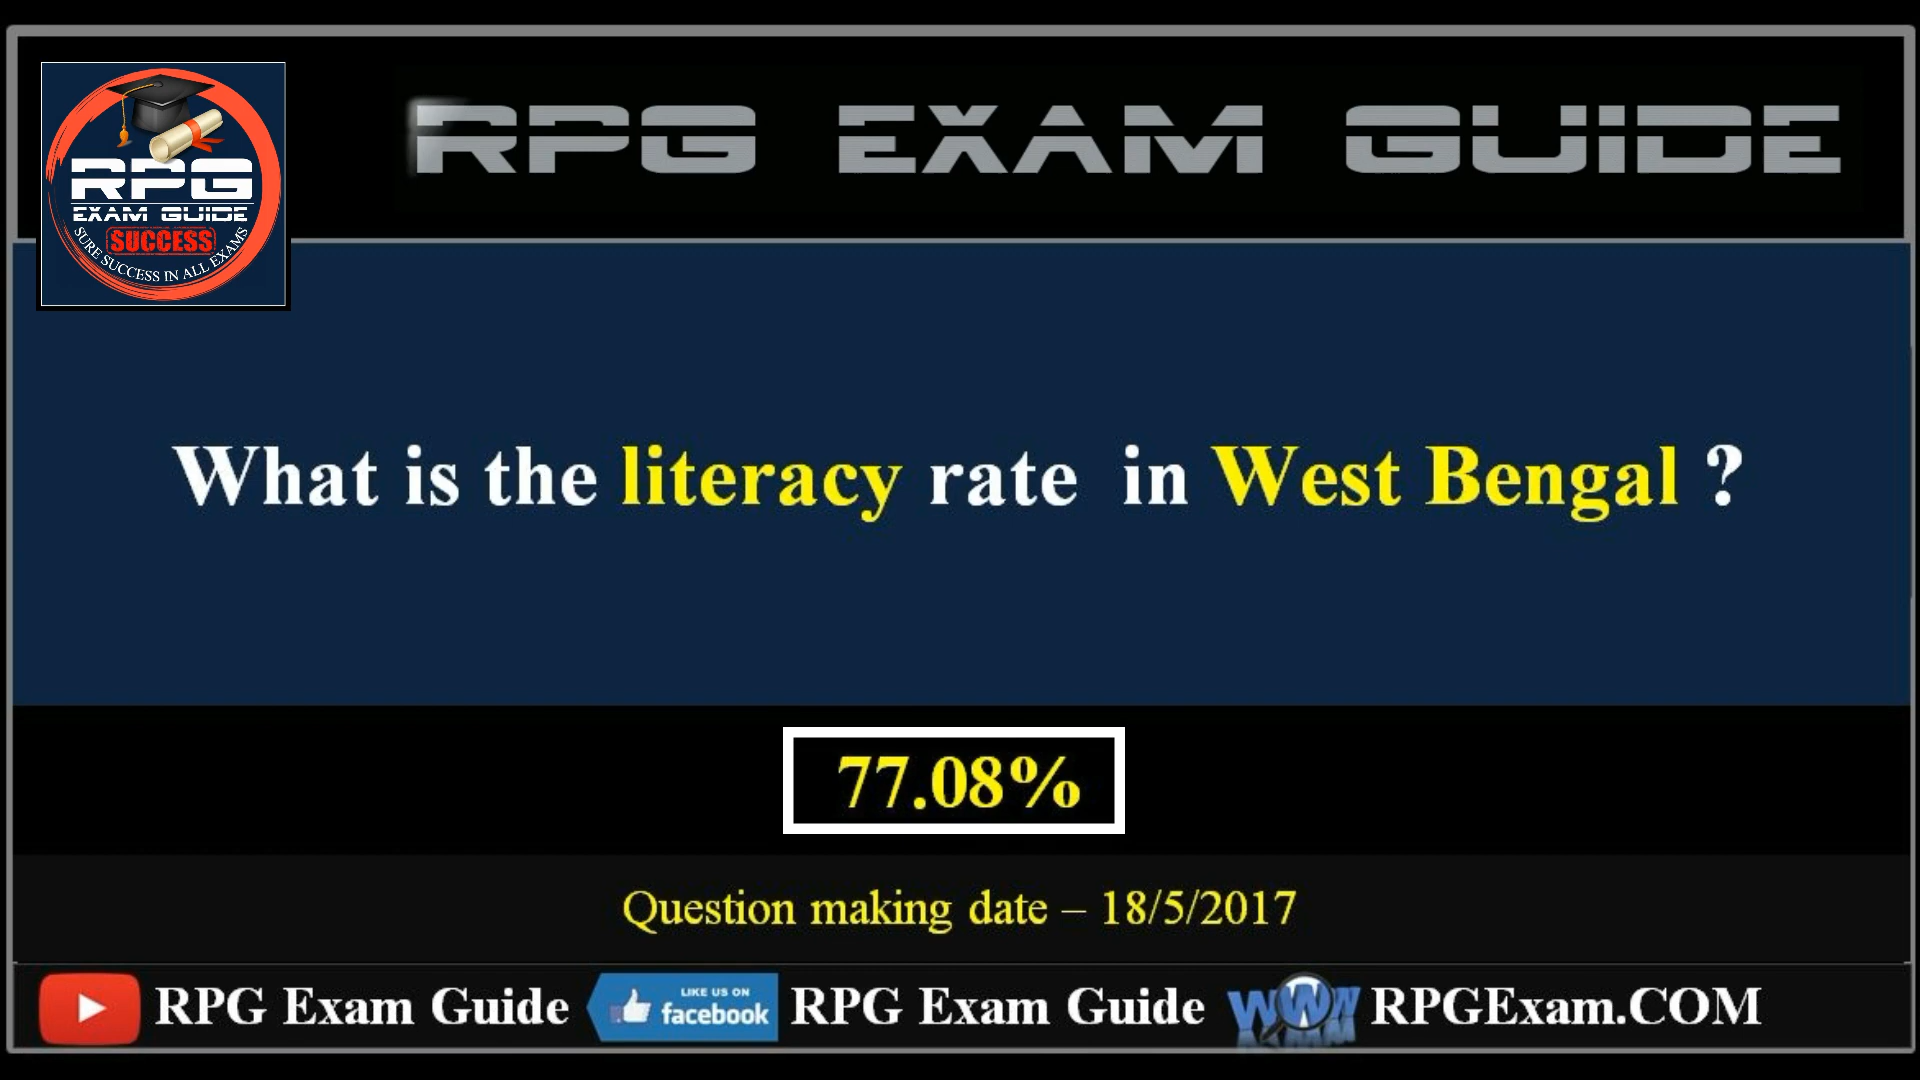 RPG EXAM GUIDE
RPG
EXAM GUIDE
SUCCESS
SURE SUCCESS IN ALL EXAMS
What is the literacy rate in West Bengal ?
77.08%
Question making date – 18/5/2017
RPG Exam Guide LIKE US ON facebook RPG Exam Guide WWW RPGExam.COM